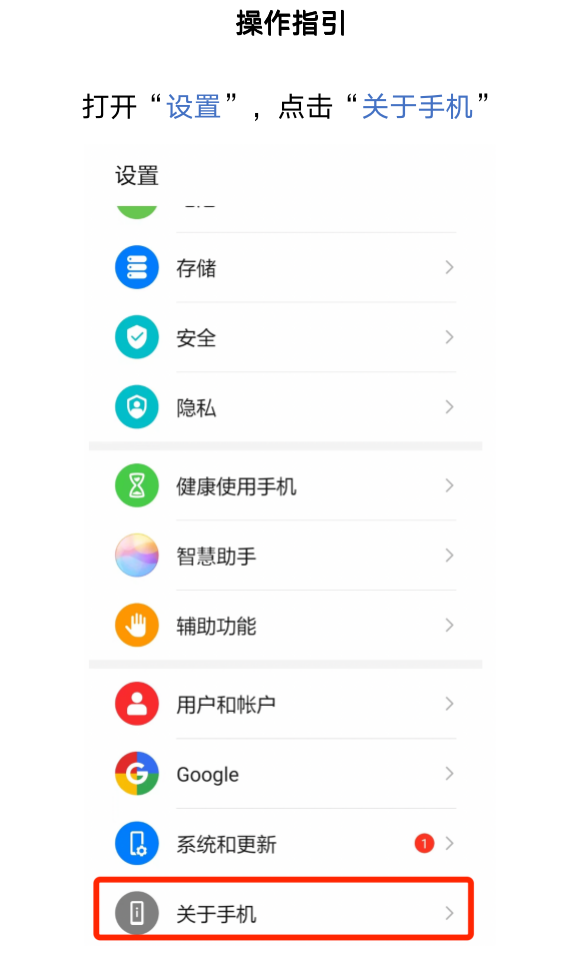 操作指引
打开“设置”，点击“关于手机”
设置
存储
安全
隐私
健康使用手机
智慧助手
辅助功能
用户和帐户
Google
系统和更新
1
关于手机